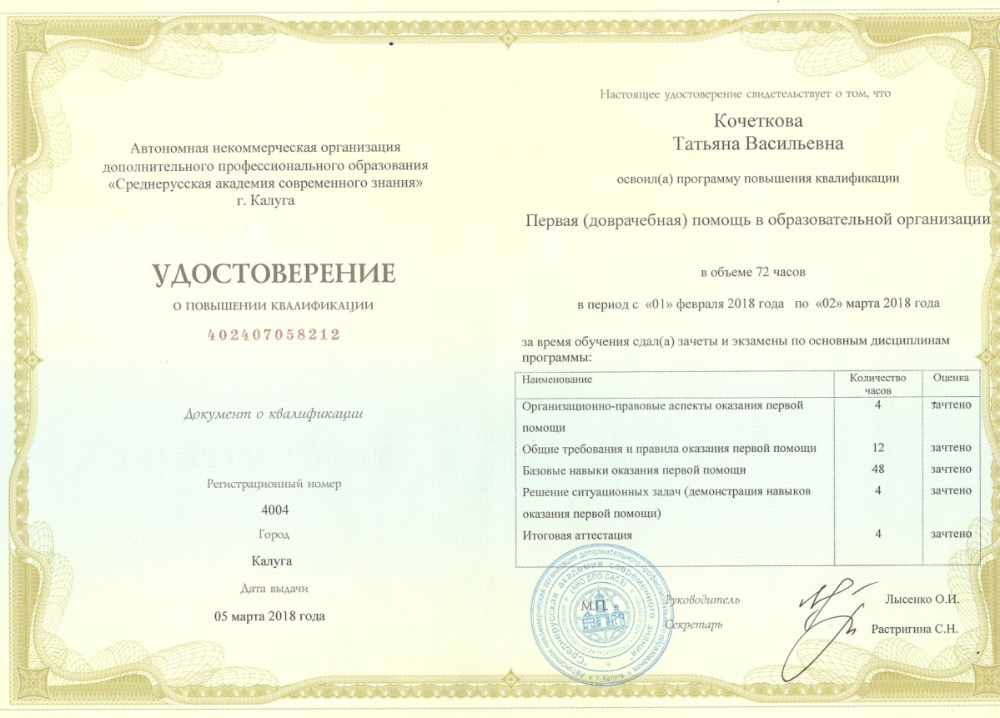 Автономная некоммерческая организация
дополнительного профессионального образования
«Среднерусская академия современного знания»
г. Калуга
УДОСТОВЕРЕНИЕ
О ПОВЫШЕНИИ КВАЛИФИКАЦИИ
402407058212
Документ о квалификации
Регистрационный номер
4004
Город
Калуга
Дата выдачи
05 марта 2018 года
Настоящее удостоверение свидетельствует о том, что
Кочеткова
Татьяна Васильевна
освоил(а) программу повышения квалификации
Первая (доврачебная) помощь в образовательной организации
в объеме 72 часов
в период с «01» февраля 2018 года по «02» марта 2018 года
за время обучения сдал(а) зачеты и экзамены по основным дисциплинам
программы:
Наименование Количество часов Оценка
Организационно-правовые аспекты оказания первой 4 зачтено
помощи
Общие требования и правила оказания первой помощи 12 зачтено
Базовые навыки оказания первой помощи 48 зачтено
Решение ситуационных задач (демонстрация навыков 4 зачтено
оказания первой помощи)
Итоговая аттестация 4 зачтено
Автономная некоммерческая организация дополнительного профессионального образования
г. Калуга
«Среднерусская академия современного знания»
(АНО ДПО САСЗ)
М.П.
Руководитель Лысенко О.И.
Секретарь Растригина С.Н.